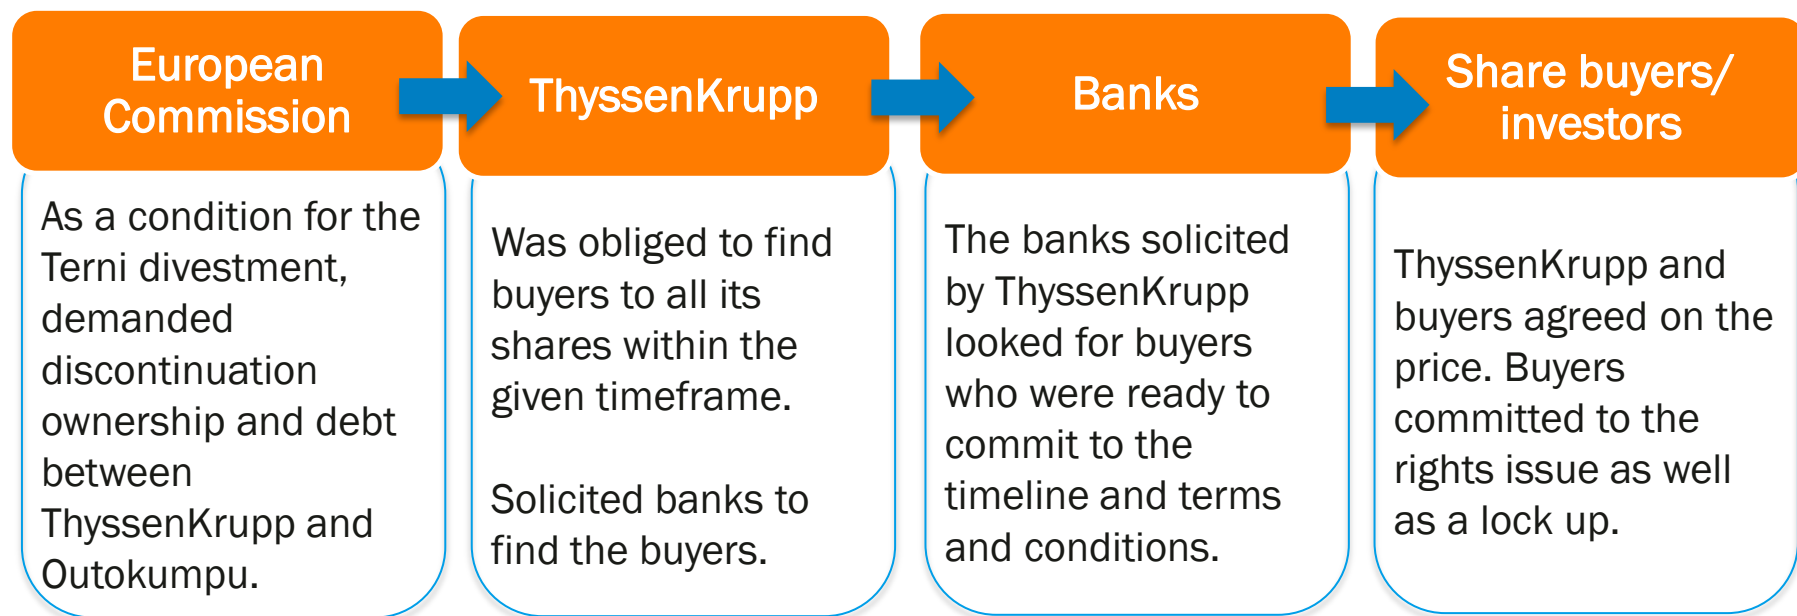 European
Commission
As a condition for the
Terni divestment,
demanded
discontinuation
ownership and debt
between
ThyssenKrupp and
Outokumpu.
ThyssenKrupp
Was obliged to find
buyers to all its
shares within the
given timeframe.
Solicited banks to
find the buyers.
Banks
The banks solicited
by ThyssenKrupp
looked for buyers
who were ready to
commit to the
timeline and terms
and conditions.
Share buyers/
investors
ThyssenKrupp and
buyers agreed on the
price. Buyers
committed to the
rights issue as well
as a lock up.